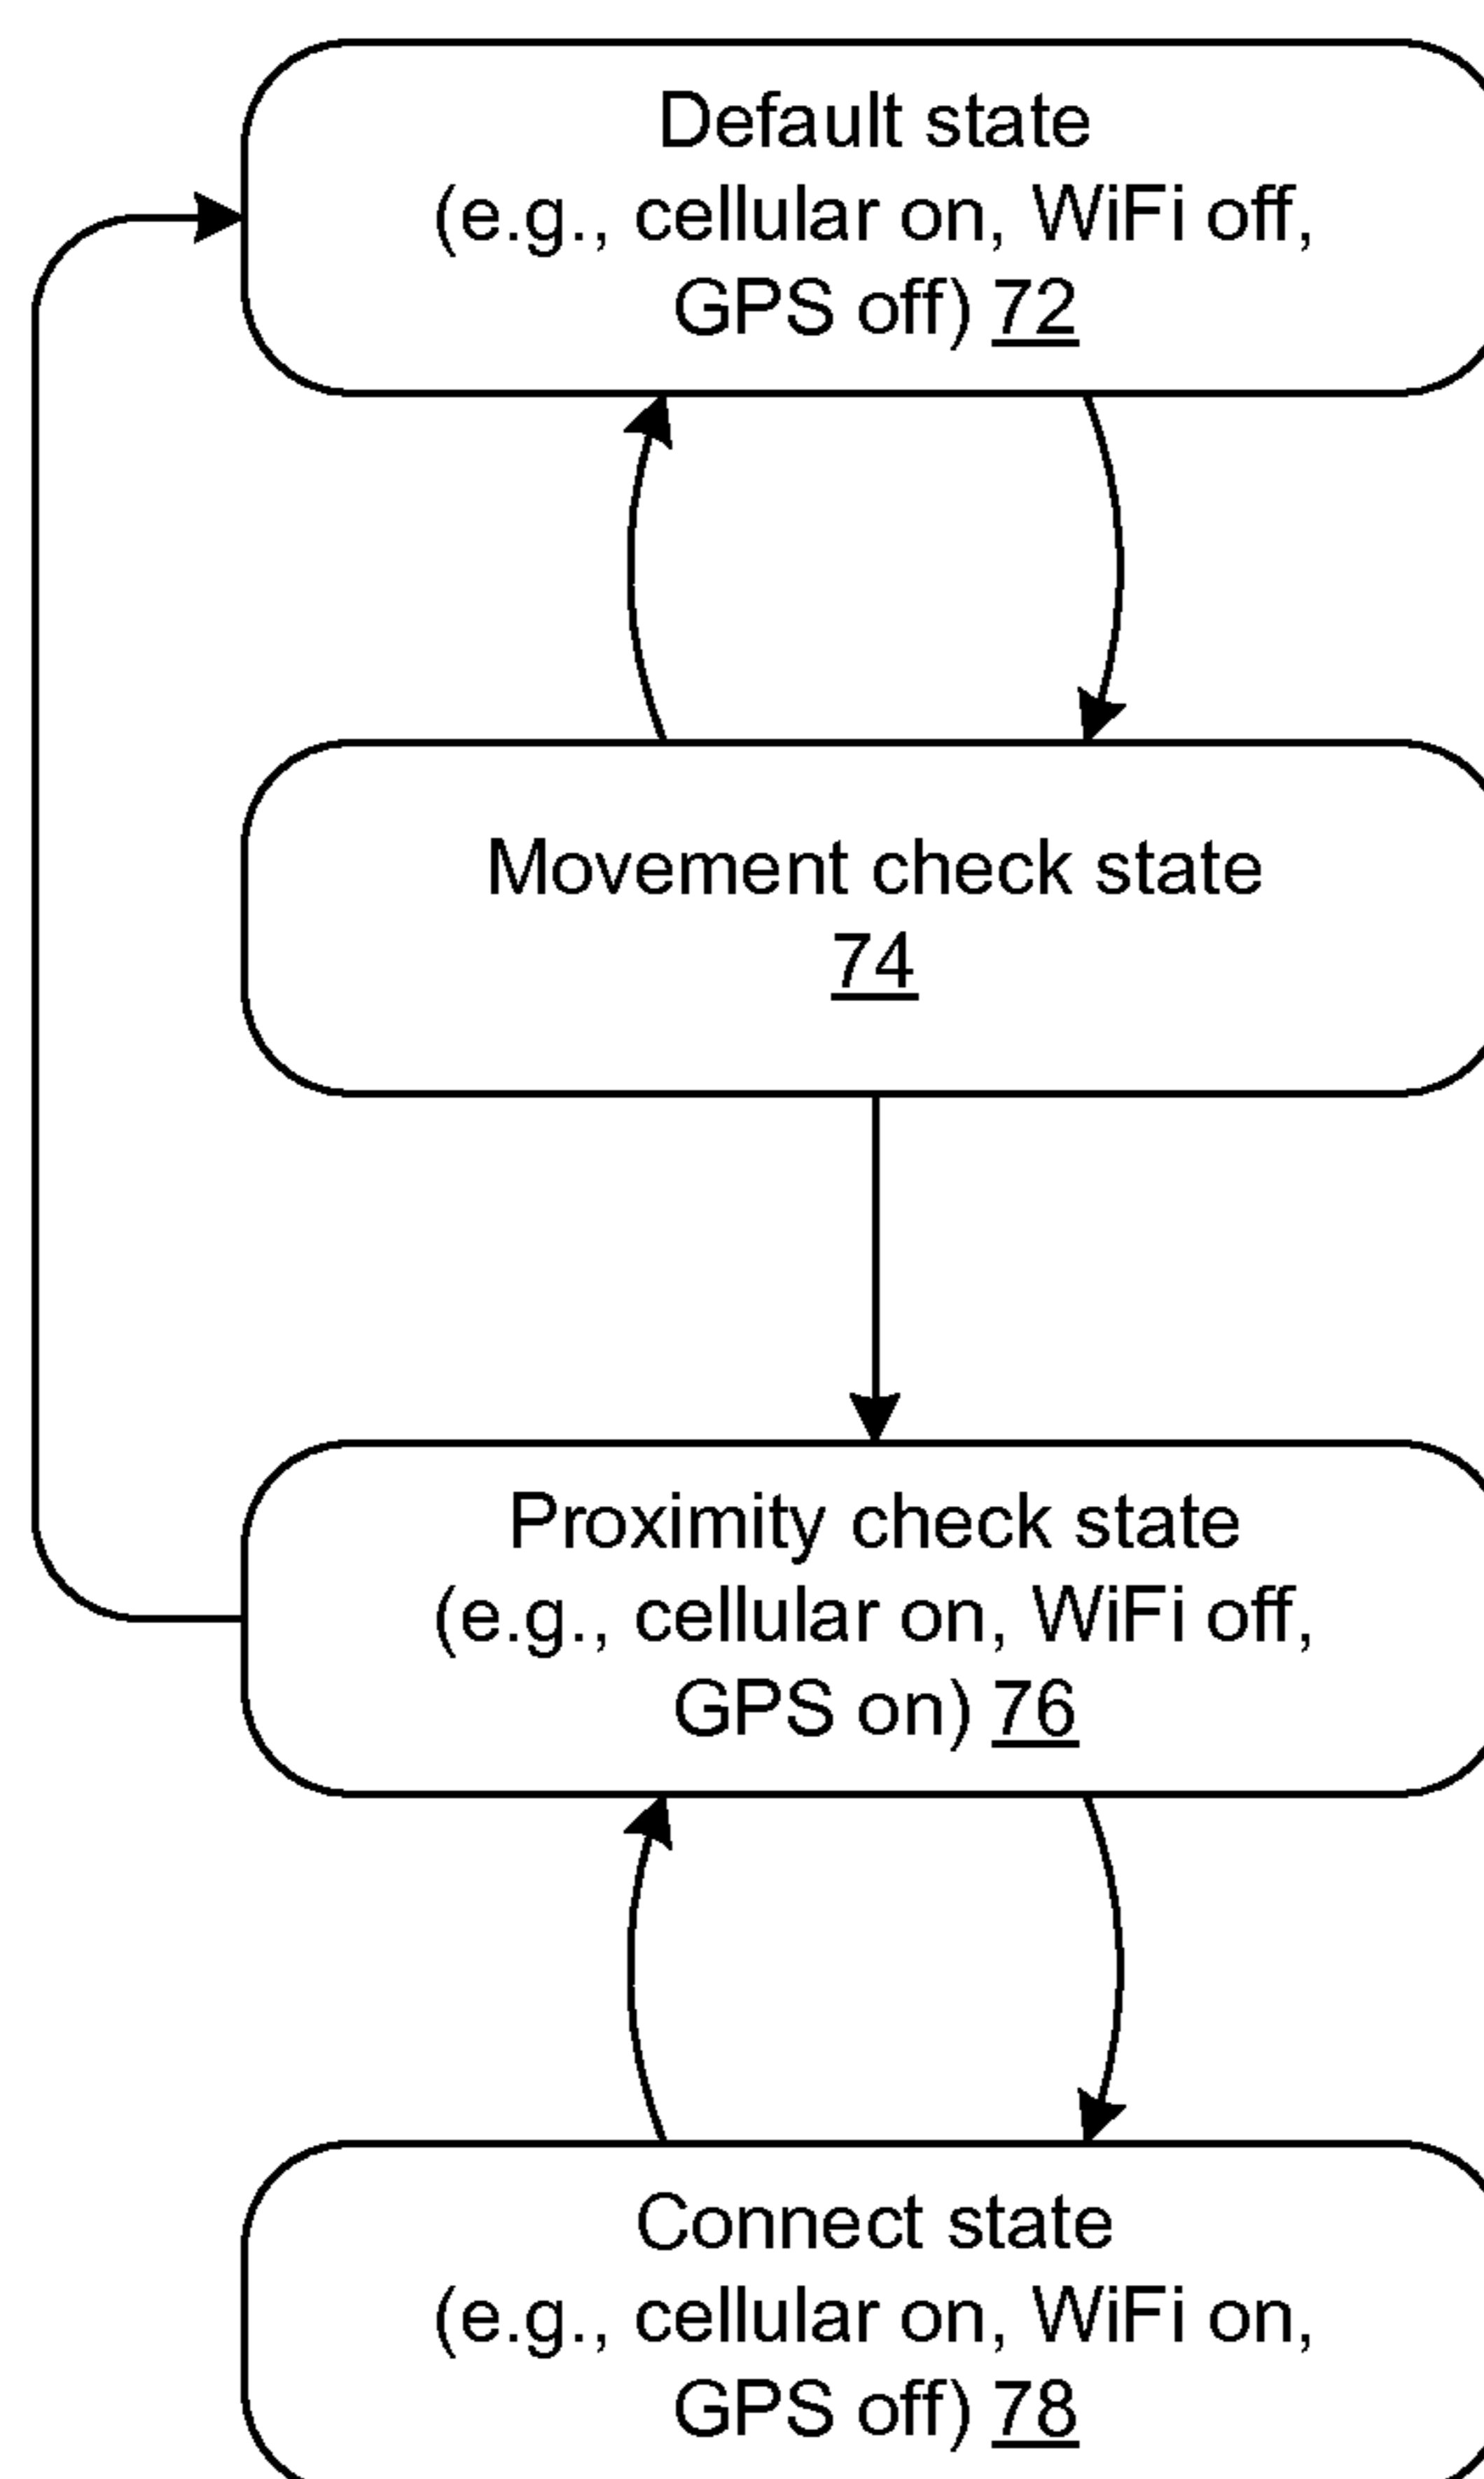 Default state
(e.g., cellular on, WiFi off,
GPS off) 72
Movement check state
74
Proximity check state
(e.g., cellular on, WiFi off,
GPS on) 76
Connect state
(e.g., cellular on, WiFi on,
GPS off) 78